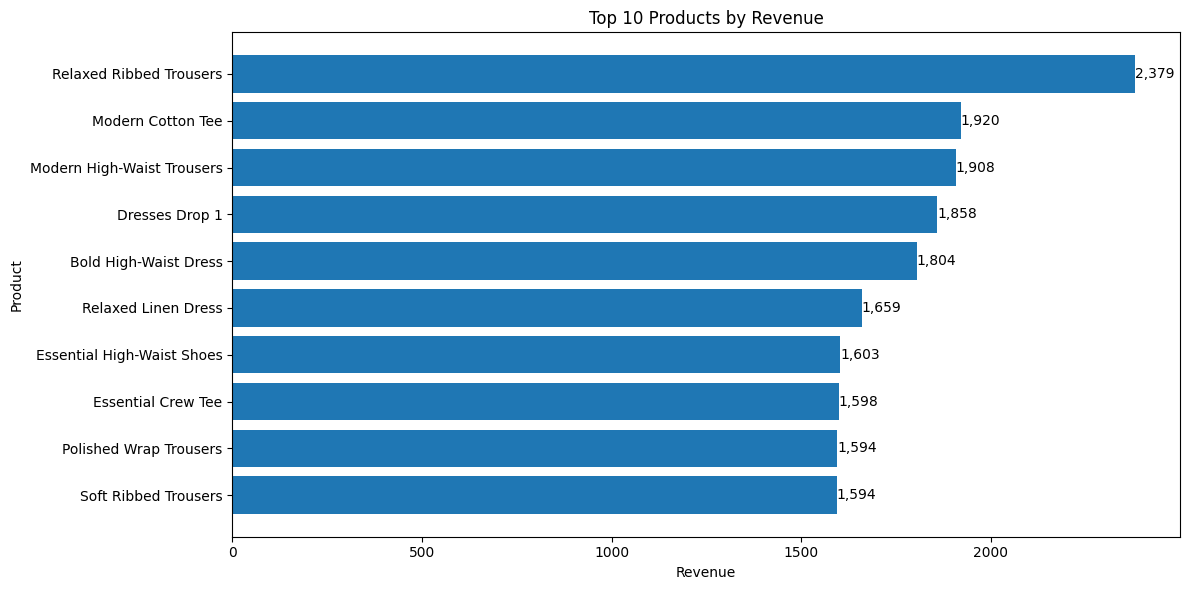 Top 10 Products by Revenue
Relaxed Ribbed Trousers 2,379
Modern Cotton Tee 1,920
Modern High-Waist Trousers 1,908
Dresses Drop 1 1,858
Bold High-Waist Dress 1,804
Relaxed Linen Dress 1,659
Essential High-Waist Shoes 1,603
Essential Crew Tee 1,598
Polished Wrap Trousers 1,594
Soft Ribbed Trousers 1,594
Product
0 500 1000 1500 2000
Revenue